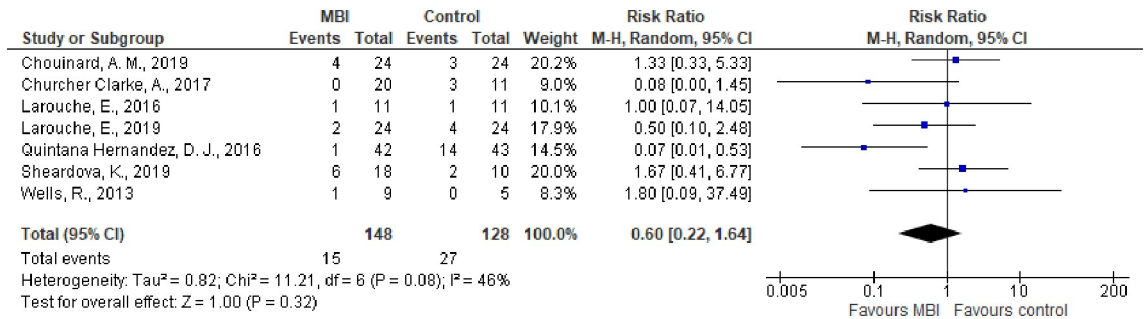 MBI Control Risk Ratio Risk Ratio
Study or Subgroup Events Total Events Total Weight M-H, Random, 95% CI M-H, Random, 95% CI
Chouinard, A. M., 2019 4 24 3 24 20.2% 1.33 [0.33, 5.33]
Churcher Clarke, A., 2017 0 20 3 11 9.0% 0.08 [0.00, 1.45]
Larouche, E., 2016 1 11 1 11 10.1% 1.00 [0.07, 14.05]
Larouche, E., 2019 2 24 4 24 17.9% 0.50 [0.10, 2.48]
Quintana Hernandez, D. J., 2016 1 42 14 43 14.5% 0.07 [0.01, 0.53]
Sheardova, K., 2019 6 18 2 10 20.0% 1.67 [0.41, 6.77]
Wells, R., 2013 1 9 0 5 8.3% 1.80 [0.09, 37.49]
Total (95% CI) 148 128 100.0% 0.60 [0.22, 1.64]
Total events 15 27
Heterogeneity: Tau² = 0.82; Chi² = 11.21, df = 6 (P = 0.08); I² = 46%
Test for overall effect: Z = 1.00 (P = 0.32)
0.005 0.1 1 10 200
Favours MBI Favours control